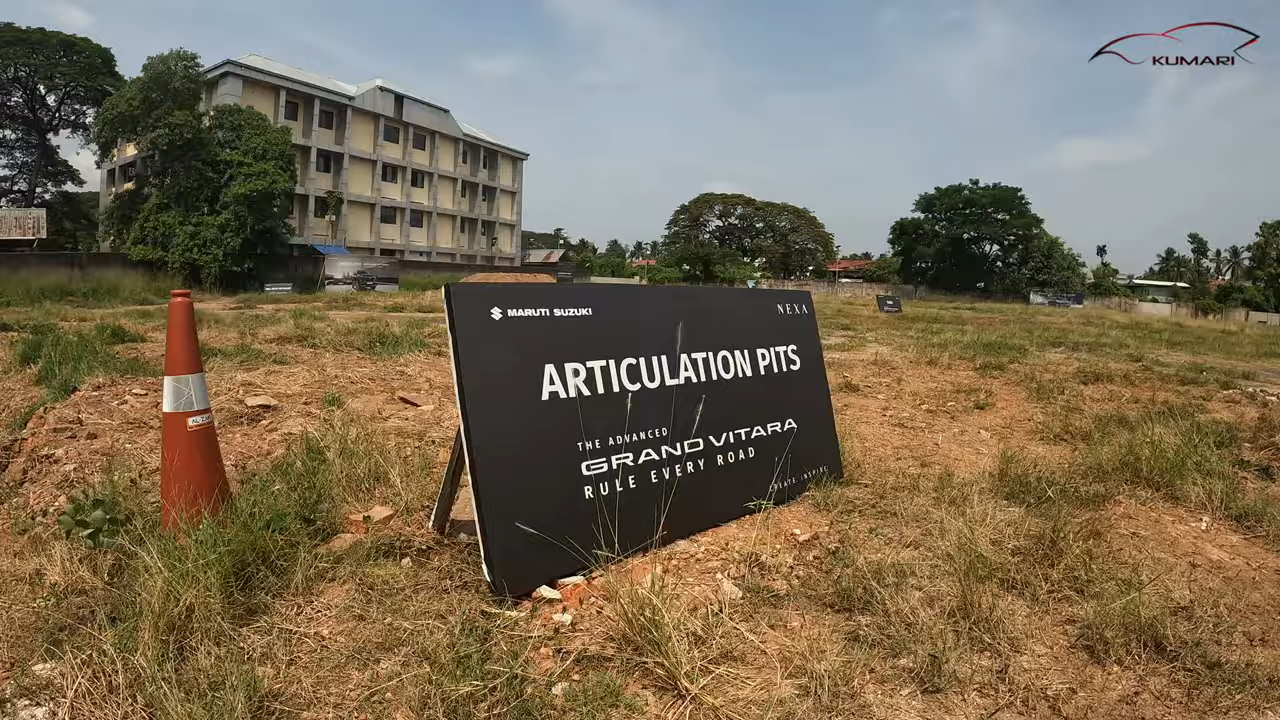 KUMARI
MARUTI SUZUKI
NEXA
ARTICULATION PITS
THE ADVANCED
GRAND VITARA
RULE EVERY ROAD
CREATE. INSPIRE.